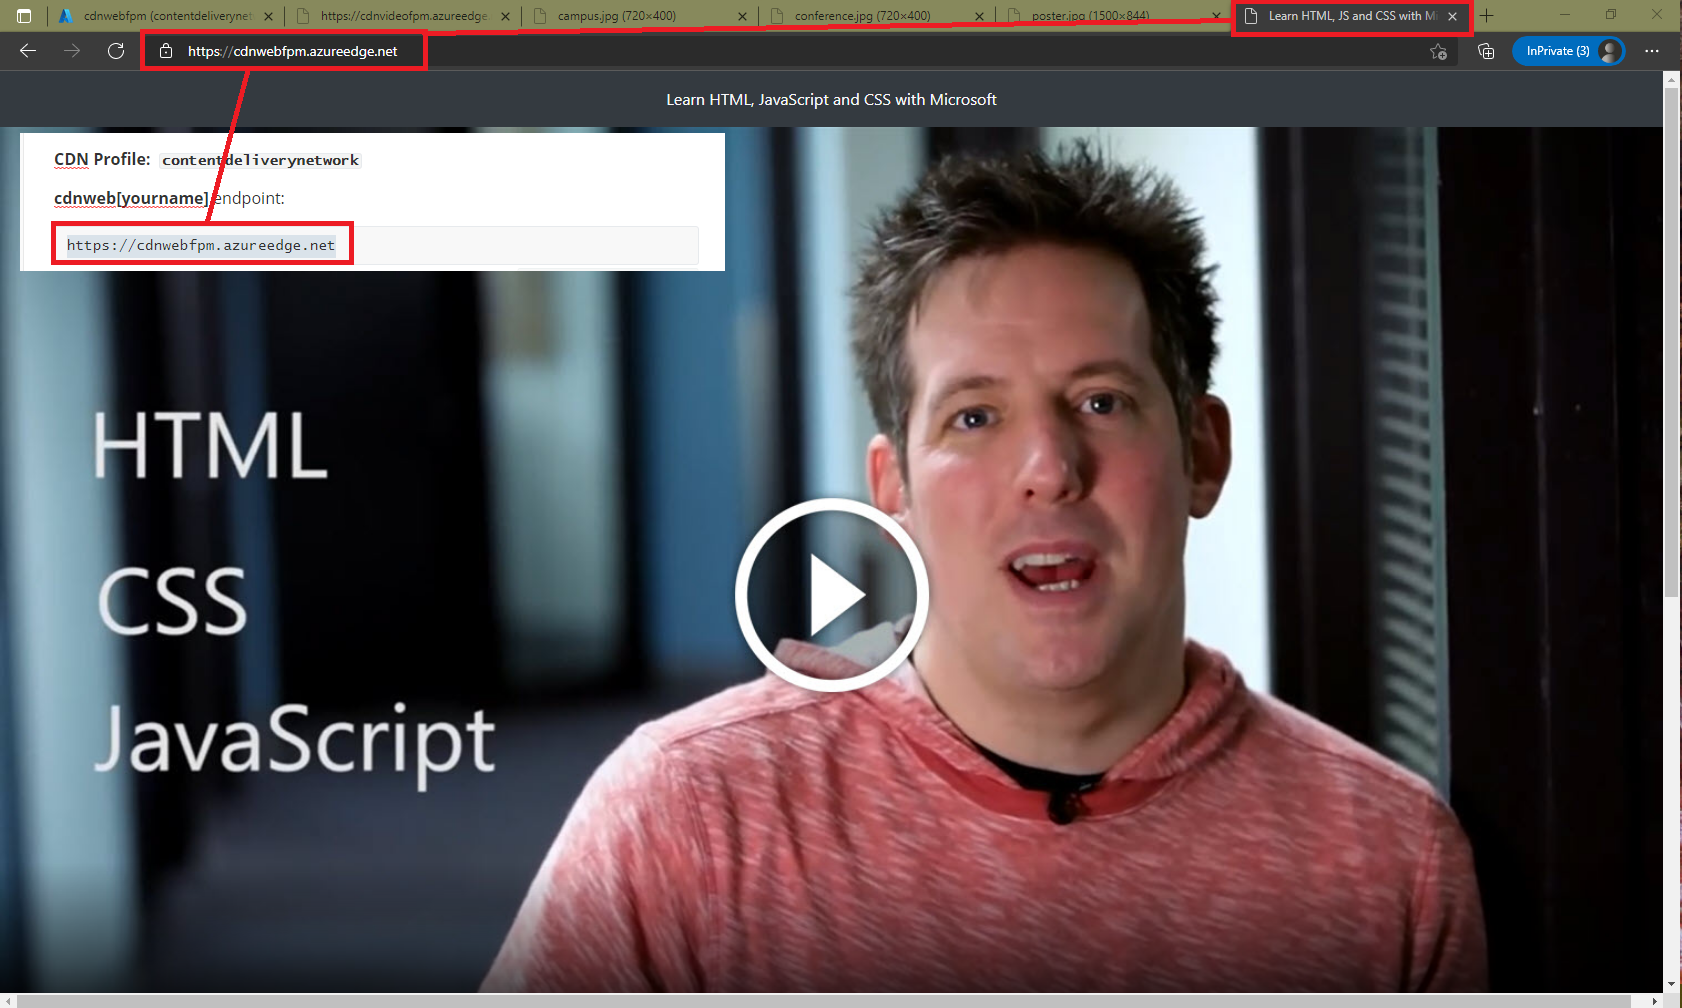 cdnwebfpm (contentdeliverynet
https://cdnvideofpm.azureedge.
campus.jpg (720×400)
conference.jpg (720×400)
poster.jpg (1500×844)
Learn HTML, JS and CSS with Mi
https://cdnwebfpm.azureedge.net
InPrivate (3)
Learn HTML, JavaScript and CSS with Microsoft
CDN Profile: contentdeliverynetwork
cdnweb[yourname] endpoint:
https://cdnwebfpm.azureedge.net
HTML
CSS
JavaScript